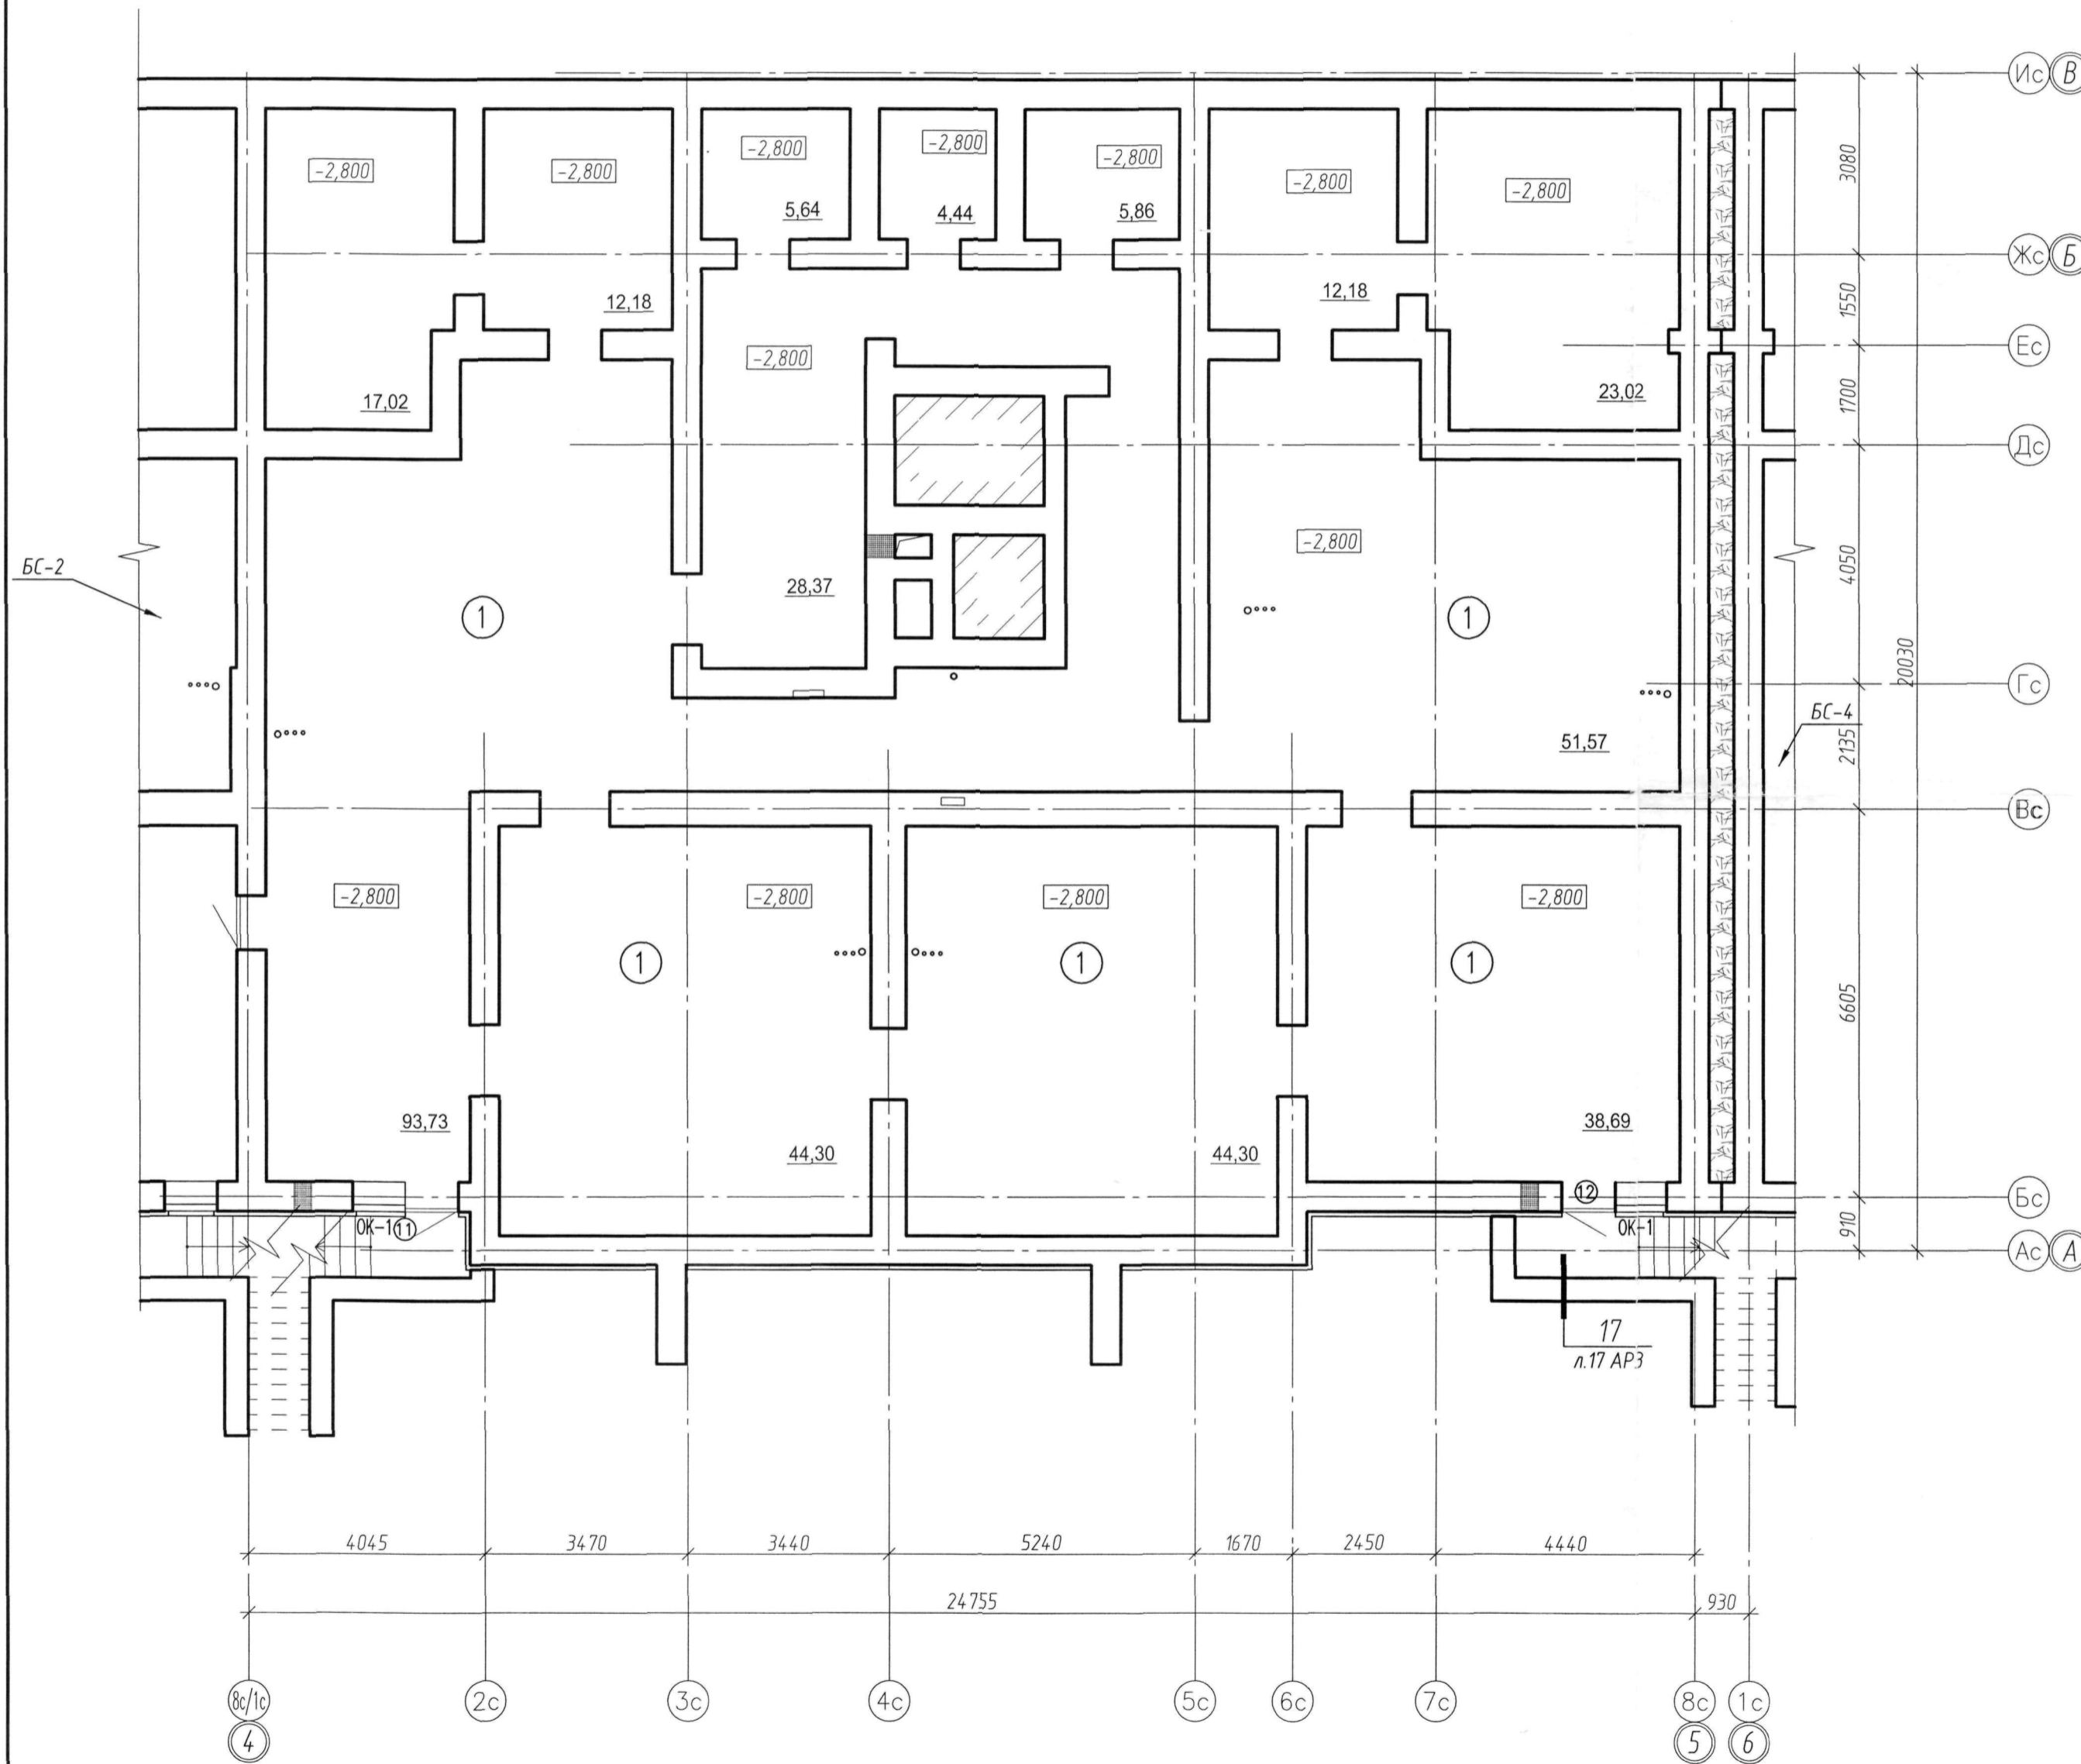 Ис В
-2,800 -2,800 -2,800 -2,800 -2,800 -2,800 -2,800
3080
5,64 4,44 5,86
Жс Б
12,18 12,18
1550
-2,800
Ес
17,02 23,02
1700
Дс
-2,800
4050
БС-2
28,37
1 1
20030
Гс
БС-4
51,57
2135
Вс
-2,800 -2,800 -2,800 -2,800
1 1 1
6605
93,73 44,30 44,30 38,69
12
Бс
ОК-1 11 ОК-1
910
Ас А
17
л.17 АР3
4045 3470 3440 5240 1670 2450 4440
24755 930
8с/1с 2с 3с 4с 5с 6с 7с 8с 1с
4 5 6